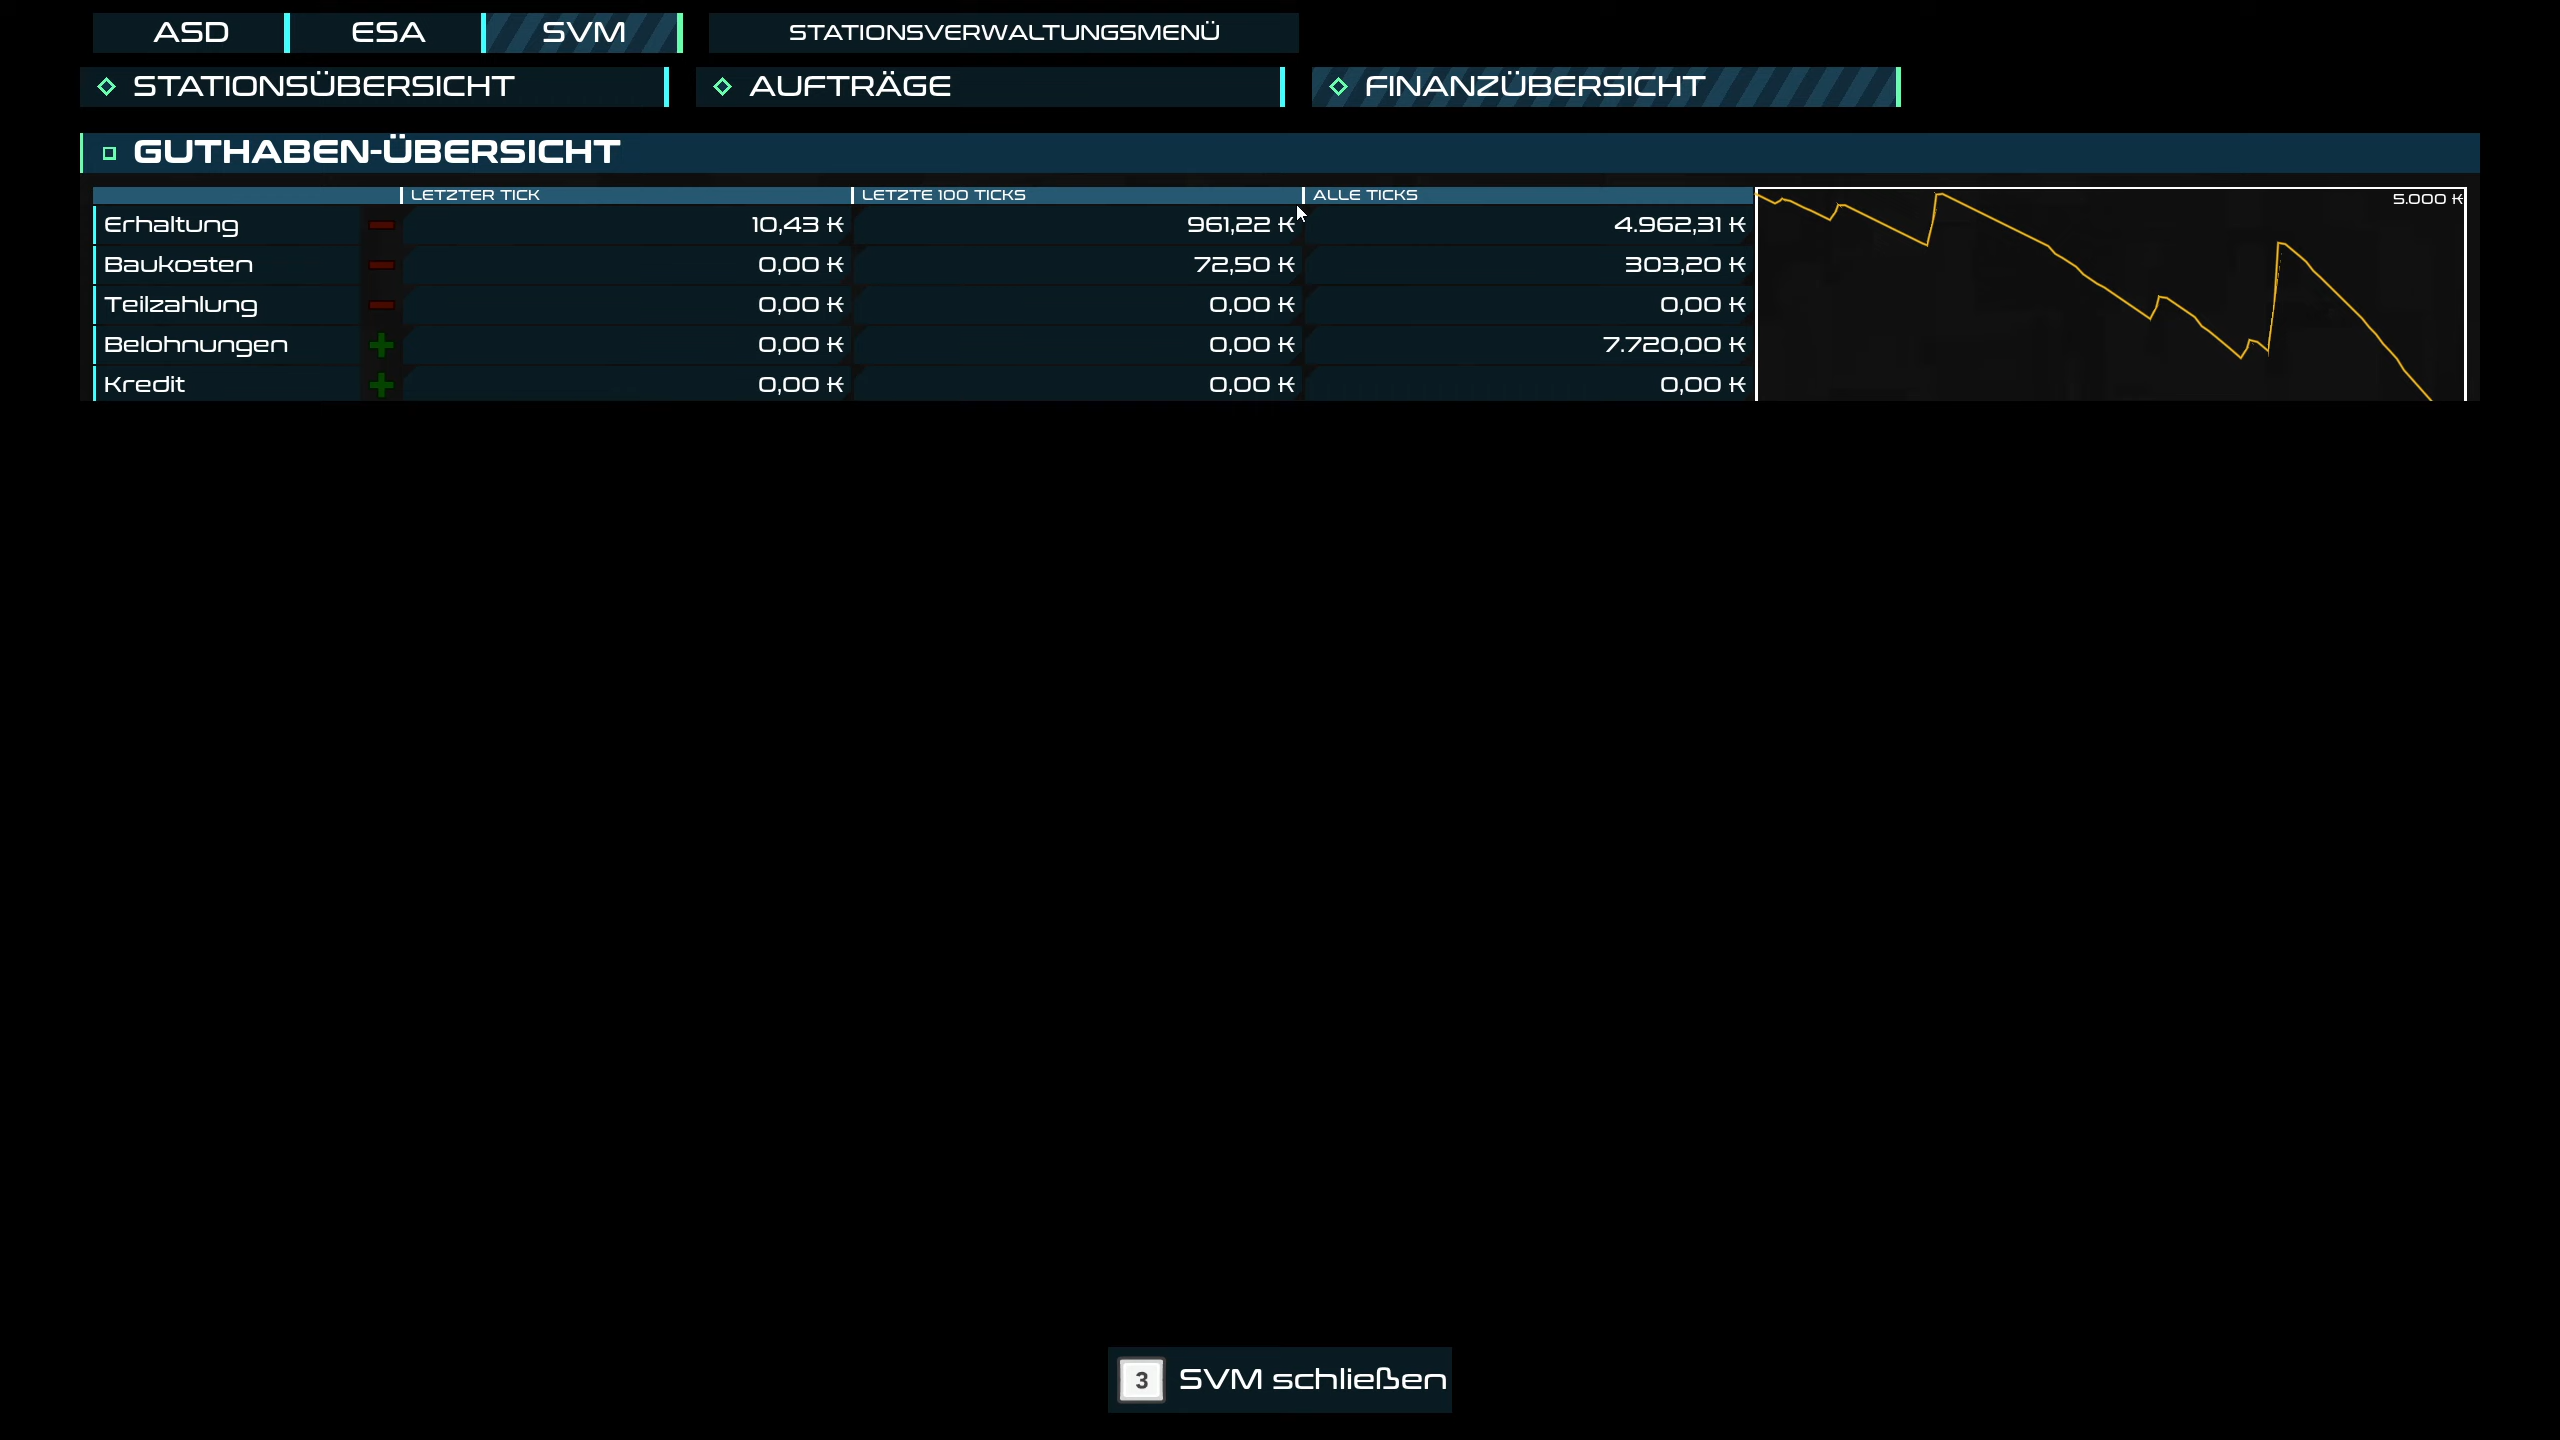 ASD ESA SVM STATIONSVERWALTUNGSMENÜ
STATIONSÜBERSICHT AUFTRÄGE FINANZÜBERSICHT
GUTHABEN-ÜBERSICHT
LETZTER TICK LETZTE 100 TICKS ALLE TICKS
5.000 K
Erhaltung 10,43 K 961,22 K 4.962,31 K
Baukosten 0,00 K 72,50 K 303,20 K
Teilzahlung 0,00 K 0,00 K 0,00 K
Belohnungen 0,00 K 0,00 K 7.720,00 K
Kredit 0,00 K 0,00 K 0,00 K
3 SVM schließen